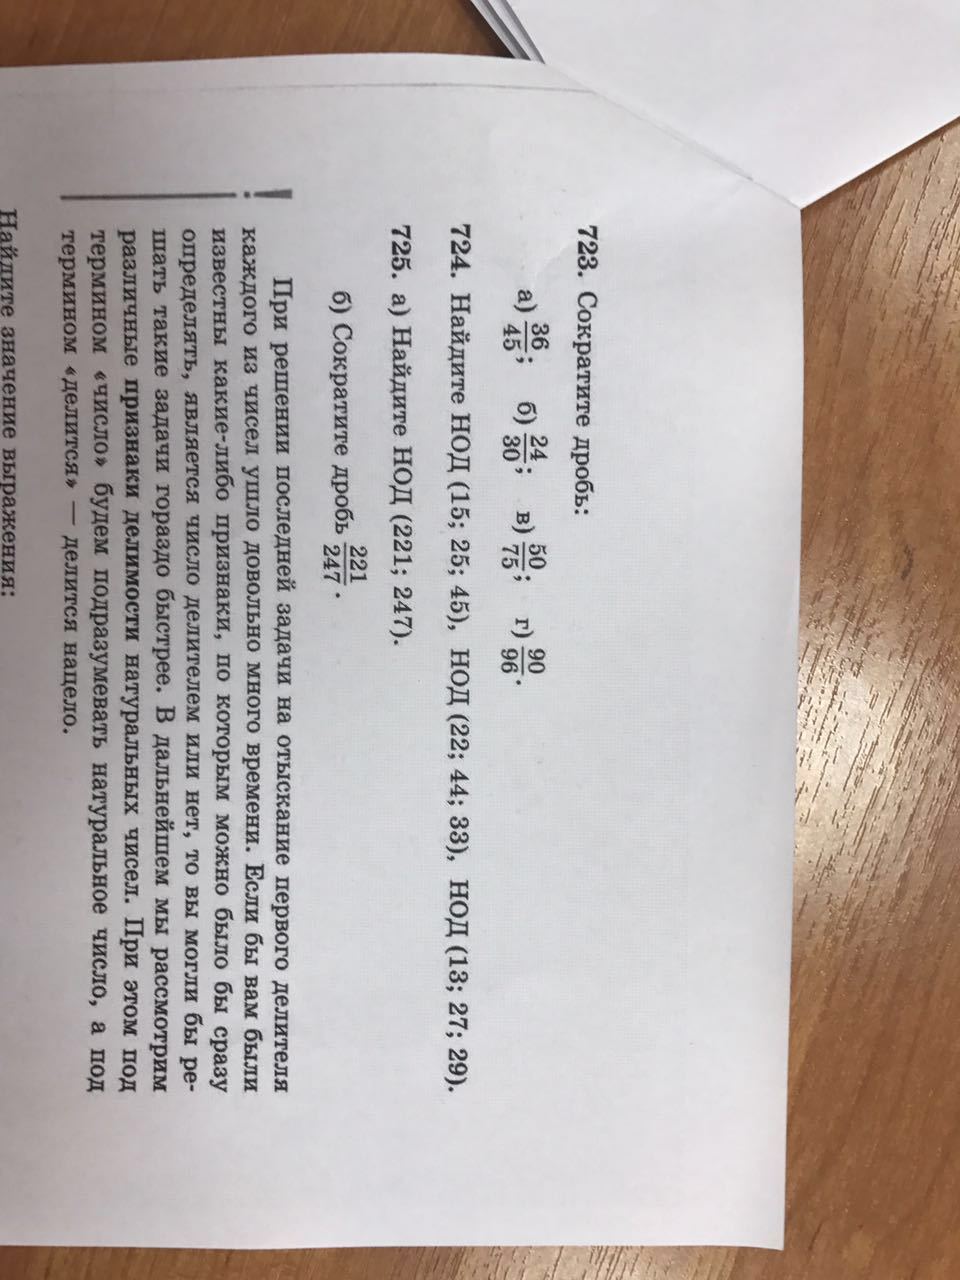 723. Сократите дробь:
а) 36/45; б) 24/30; в) 50/75; г) 90/96.
724. Найдите НОД (15; 25; 45), НОД (22; 44; 33), НОД (13; 27; 29).
725. а) Найдите НОД (221; 247).
б) Сократите дробь 221/247.
!
При решении последней задачи на отыскание первого делителя
каждого из чисел ушло довольно много времени. Если бы вам были
известны какие-либо признаки, по которым можно было бы сразу
определять, является число делителем или нет, то вы могли бы ре-
шать такие задачи гораздо быстрее. В дальнейшем мы рассмотрим
различные признаки делимости натуральных чисел. При этом под
термином «число» будем подразумевать натуральное число, а под
термином «делится» — делится нацело.
Найдите значение выражения: